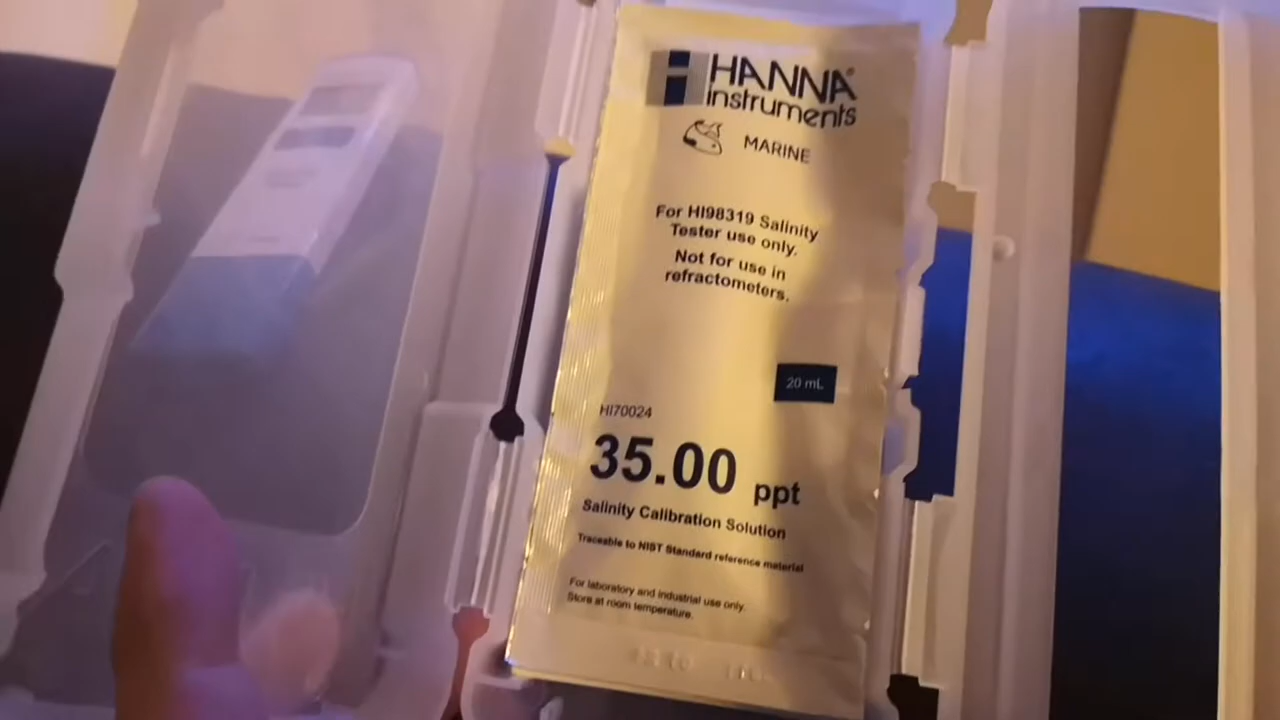 HANNA®
instruments
MARINE
For HI98319 Salinity
Tester use only.
Not for use in
refractometers.
20 mL
HI70024
35.00 ppt
Salinity Calibration Solution
Traceable to NIST Standard reference material
For laboratory and industrial use only.
Store at room temperature.